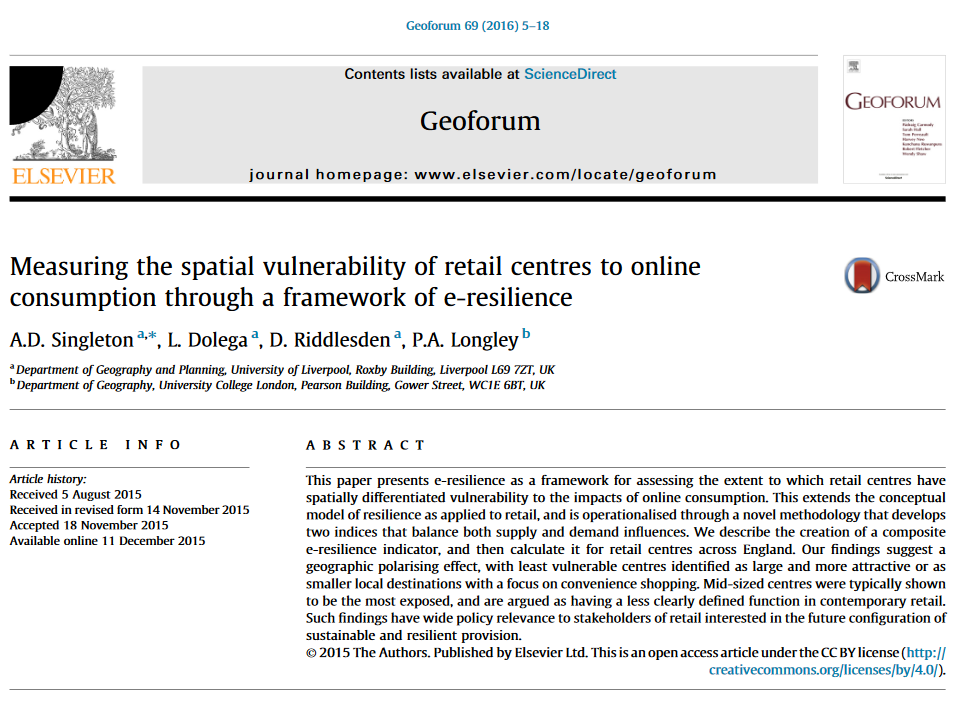 Geoforum 69 (2016) 5–18
Contents lists available at ScienceDirect
Geoforum
journal homepage: www.elsevier.com/locate/geoforum
ELSEVIER
GEOFORUM
Measuring the spatial vulnerability of retail centres to online
consumption through a framework of e-resilience
CrossMark
A.D. Singleton a,*, L. Dolega a, D. Riddlesden a, P.A. Longley b
a Department of Geography and Planning, University of Liverpool, Roxby Building, Liverpool L69 7ZT, UK
b Department of Geography, University College London, Pearson Building, Gower Street, WC1E 6BT, UK
ARTICLE INFO
Article history:
Received 5 August 2015
Received in revised form 14 November 2015
Accepted 18 November 2015
Available online 11 December 2015
ABSTRACT
This paper presents e-resilience as a framework for assessing the extent to which retail centres have
spatially differentiated vulnerability to the impacts of online consumption. This extends the conceptual
model of resilience as applied to retail, and is operationalised through a novel methodology that develops
two indices that balance both supply and demand influences. We describe the creation of a composite
e-resilience indicator, and then calculate it for retail centres across England. Our findings suggest a
geographic polarising effect, with least vulnerable centres identified as large and more attractive or as
smaller local destinations with a focus on convenience shopping. Mid-sized centres were typically shown
to be the most exposed, and are argued as having a less clearly defined function in contemporary retail.
Such findings have wide policy relevance to stakeholders of retail interested in the future configuration of
sustainable and resilient provision.
© 2015 The Authors. Published by Elsevier Ltd. This is an open access article under the CC BY license (http://
creativecommons.org/licenses/by/4.0/).